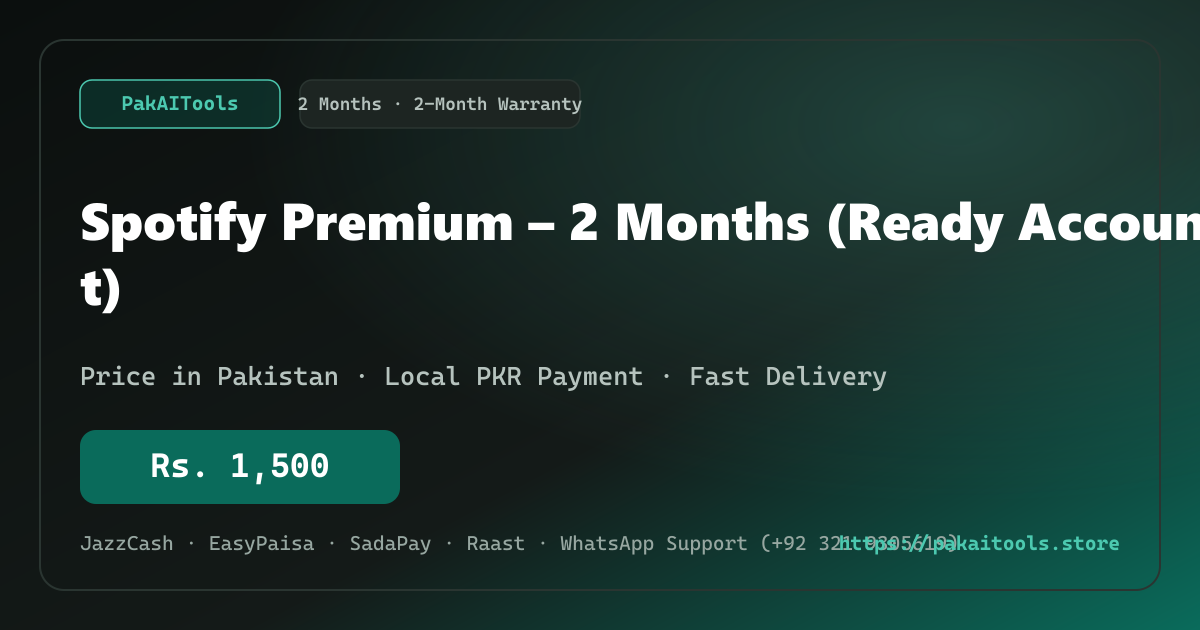 PakAITools
2 Months · 2-Month Warranty
Spotify Premium — 2 Months (Ready Accoun
t)
Price in Pakistan · Local PKR Payment · Fast Delivery
Rs. 1,500
JazzCash · EasyPaisa · SadaPay · Raast · WhatsApp Support (+92 321
https://pakaitools.store